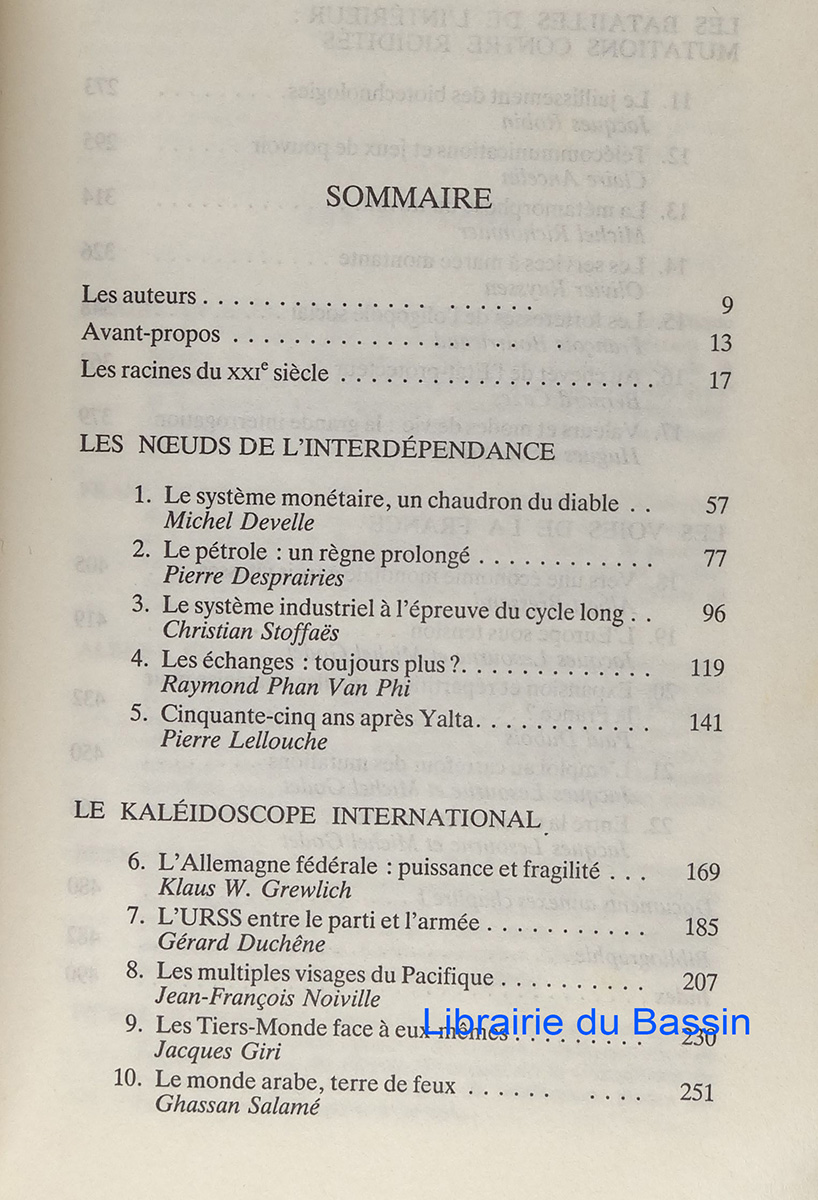 SOMMAIRE
Les auteurs . . . . . . . . . . . . . . . . . . . . . 9
Avant-propos . . . . . . . . . . . . . . . . . . . 13
Les racines du XXIe siècle . . . . . . . . . . . . . . . . . . . . . . 17
LES NŒUDS DE L'INTERDÉPENDANCE
1. Le système monétaire, un chaudron du diable . . 57
Michel Develle
2. Le pétrole : un règne prolongé . . . . . . . . . . . . 77
Pierre Desprairies
3. Le système industriel à l'épreuve du cycle long . . 96
Christian Stoffaës
4. Les échanges : toujours plus ?. . . . . . . . . . . . . 119
Raymond Phan Van Phi
5. Cinquante-cinq ans après Yalta. . . . . . . . . . . . 141
Pierre Lellouche
LE KALÉIDOSCOPE INTERNATIONAL
6. L'Allemagne fédérale : puissance et fragilité . . . 169
Klaus W. Grewlich
7. L'URSS entre le parti et l'armée . . . . . . . . . . . 185
Gérard Duchêne
8. Les multiples visages du Pacifique . . . . . . . . . . 207
Jean-François Noiville
9. Les Tiers-Monde face à eux-mêmes . . . . . . . . . 230
Librairie du Bassin
Jacques Giri
10. Le monde arabe, terre de feux . . . . . . . . . . 251
Ghassan Salamé